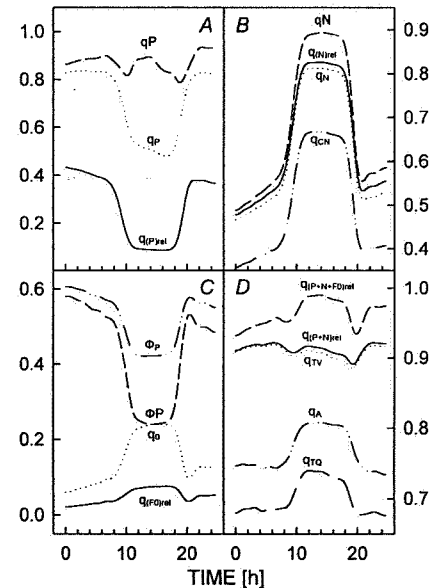 A
qP
qP
q(P)rel
1.0
0.8
0.6
0.4
0.2
B
qN
q(N)rel
qN
qCN
0.9
0.8
0.7
0.6
0.5
0.4
C
ΦP
ΦP
q0
q(F0)rel
0.6
0.4
0.2
0.0
D
q(P+N+F0)rel
q(P+N)rel
qTV
qA
qTQ
1.0
0.9
0.8
0.7
0 10 20
0 10 20
TIME [h]